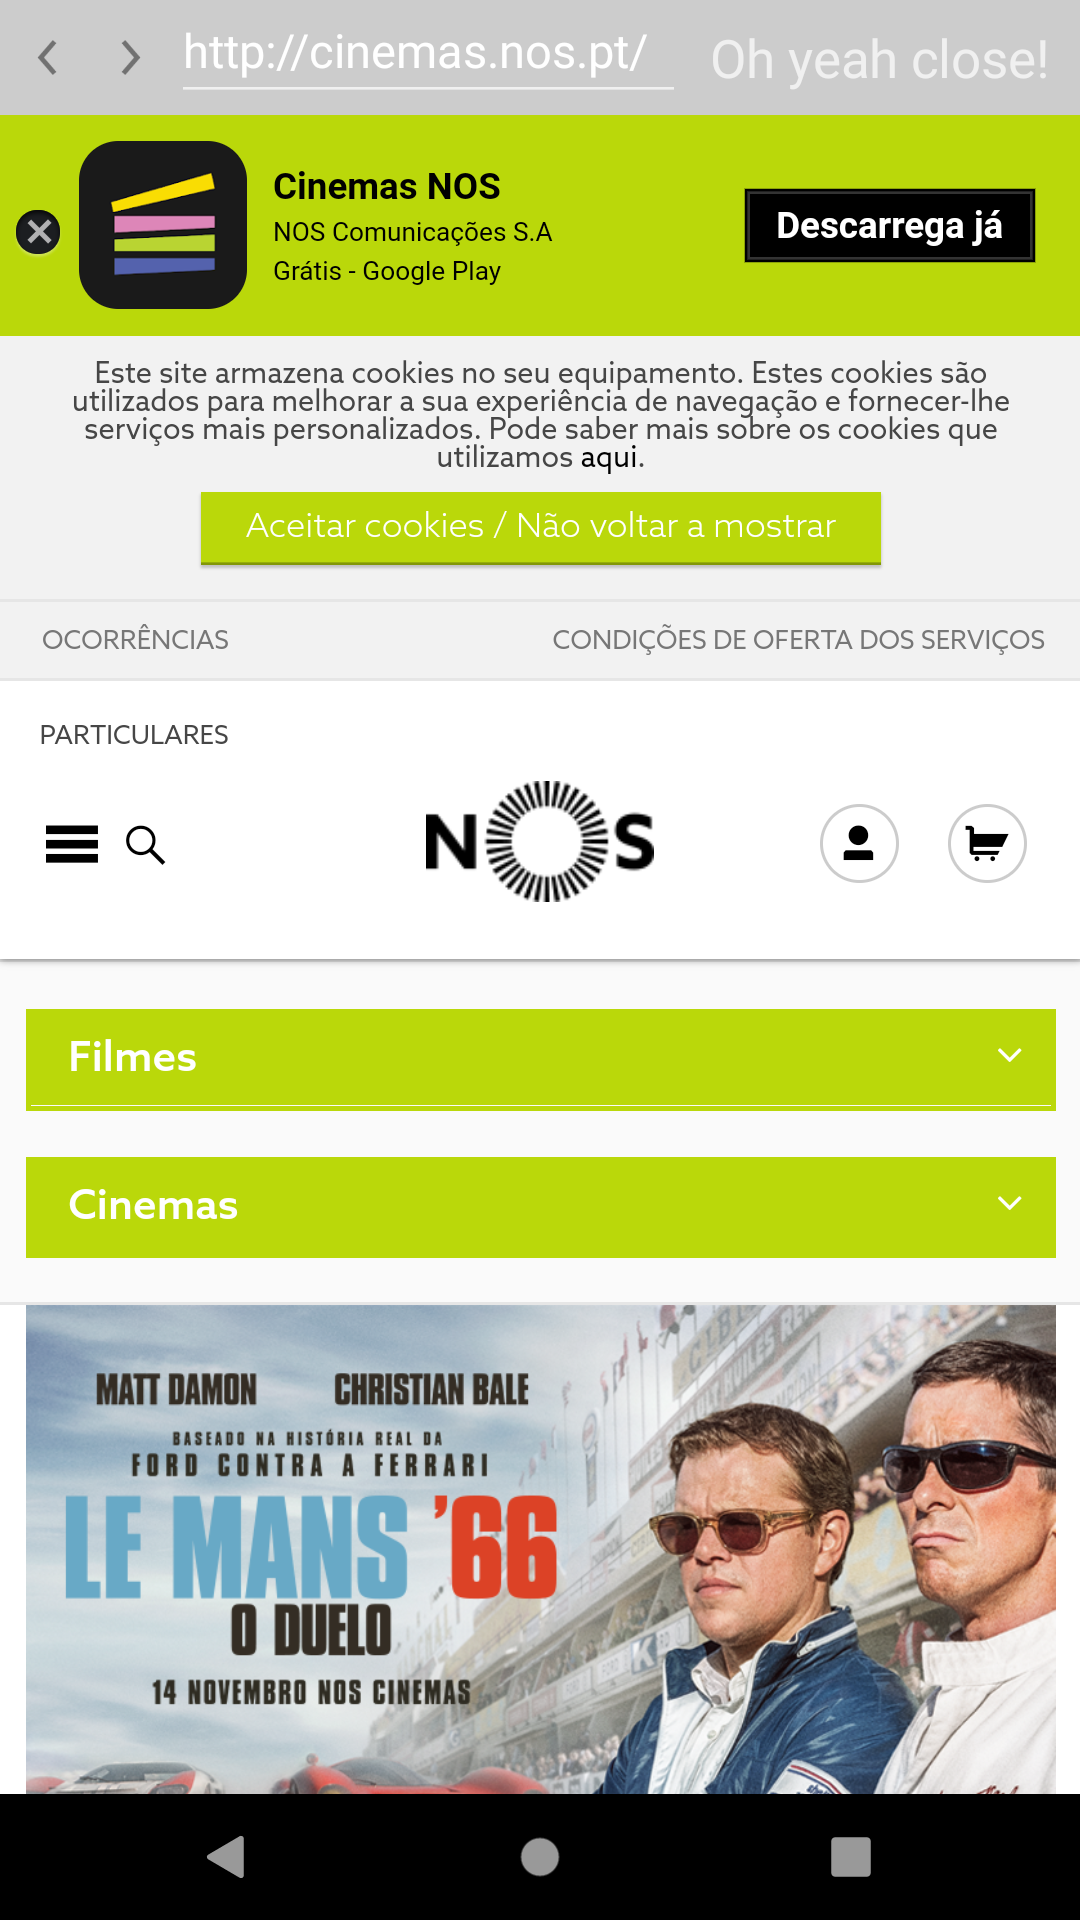 http://cinemas.nos.pt/
Oh yeah close!
Cinemas NOS
NOS Comunicações S.A
Grátis - Google Play
Descarrega já
Este site armazena cookies no seu equipamento. Estes cookies são
utilizados para melhorar a sua experiência de navegação e fornecer-lhe
serviços mais personalizados. Pode saber mais sobre os cookies que
utilizamos aqui.
Aceitar cookies / Não voltar a mostrar
OCORRÊNCIAS
CONDIÇÕES DE OFERTA DOS SERVIÇOS
PARTICULARES
NOS
Filmes
Cinemas
MATT DAMON CHRISTIAN BALE
BASEADO NA HISTÓRIA REAL DA
FORD CONTRA A FERRARI
LE MANS '66
O DUELO
14 NOVEMBRO NOS CINEMAS